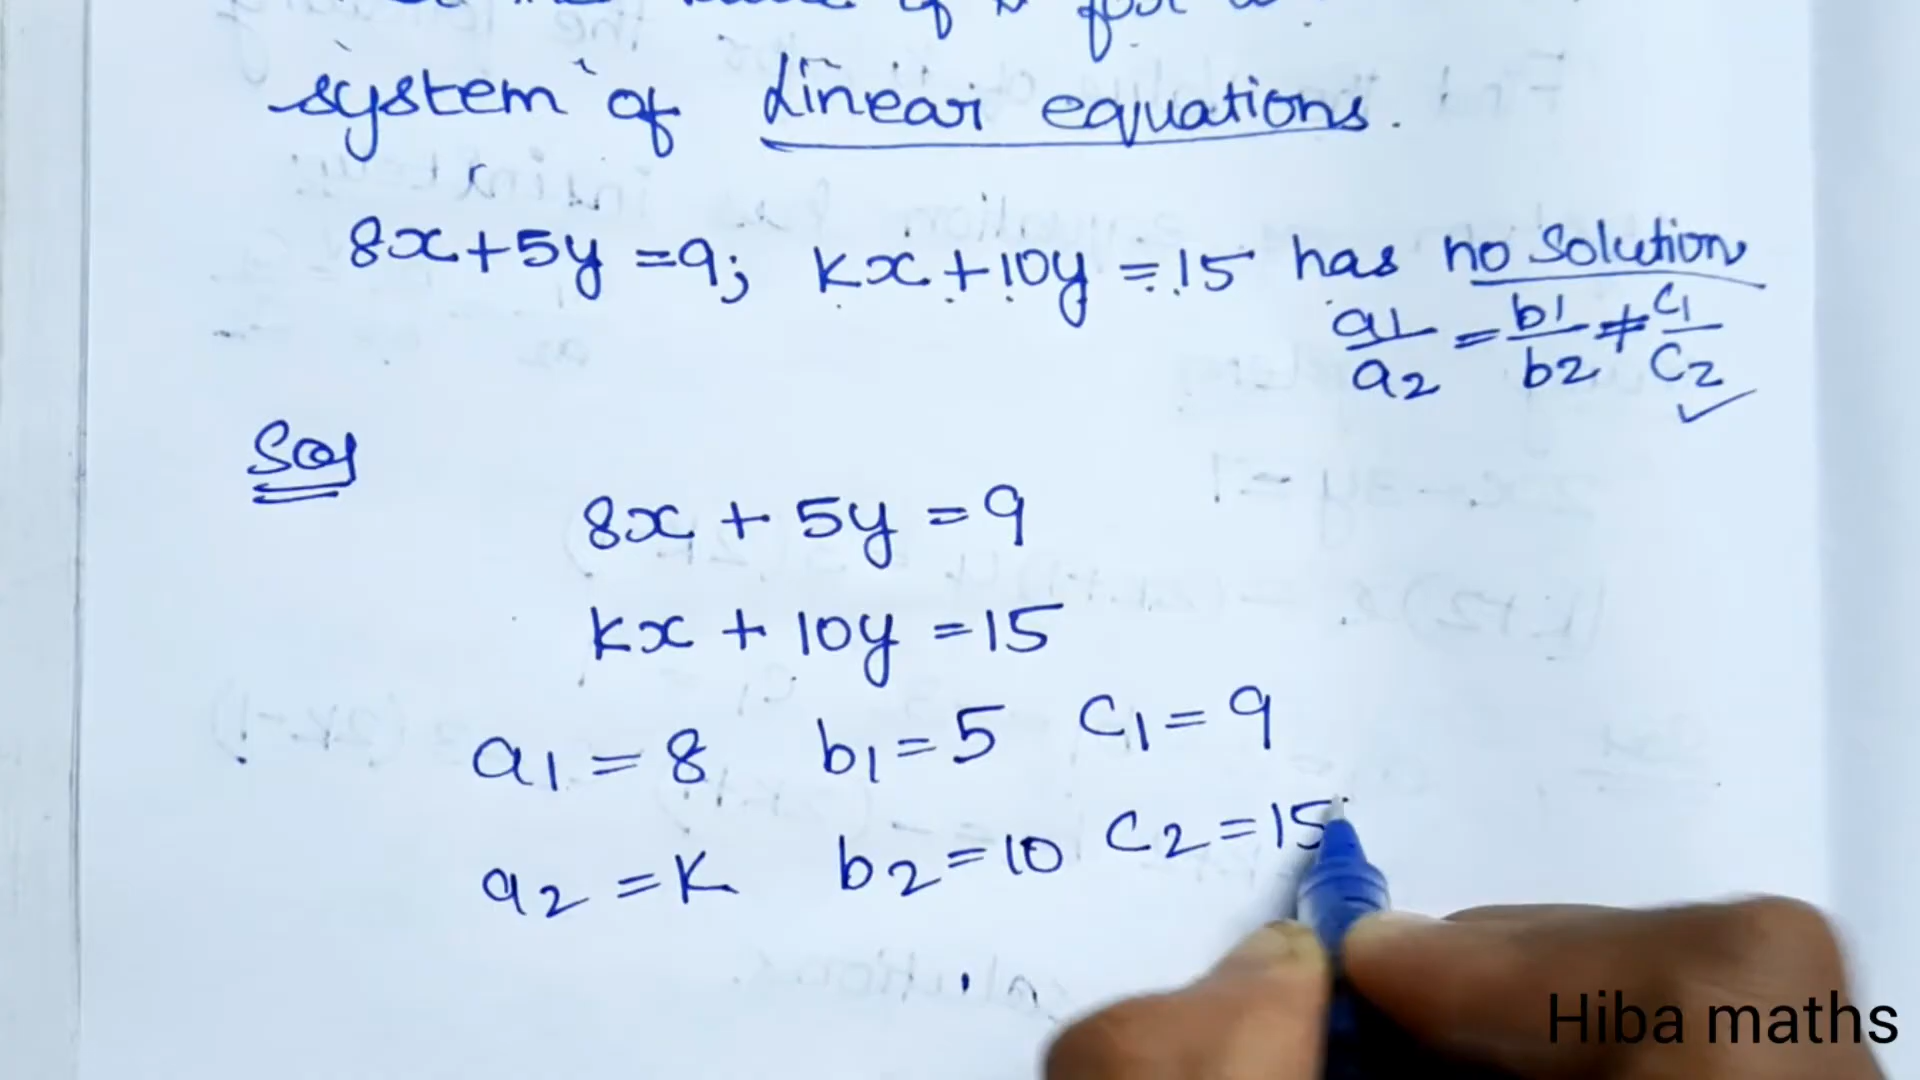 of
system of Linear equations.
8x+5y=9; kx+10y=15 has no solution
a1/a2 = b1/b2 ≠ c1/c2 ✓
Sol
8x + 5y = 9
kx + 10y = 15
a1 = 8 b1 = 5 c1 = 9
a2 = k b2 = 10 c2 = 15
Hiba maths